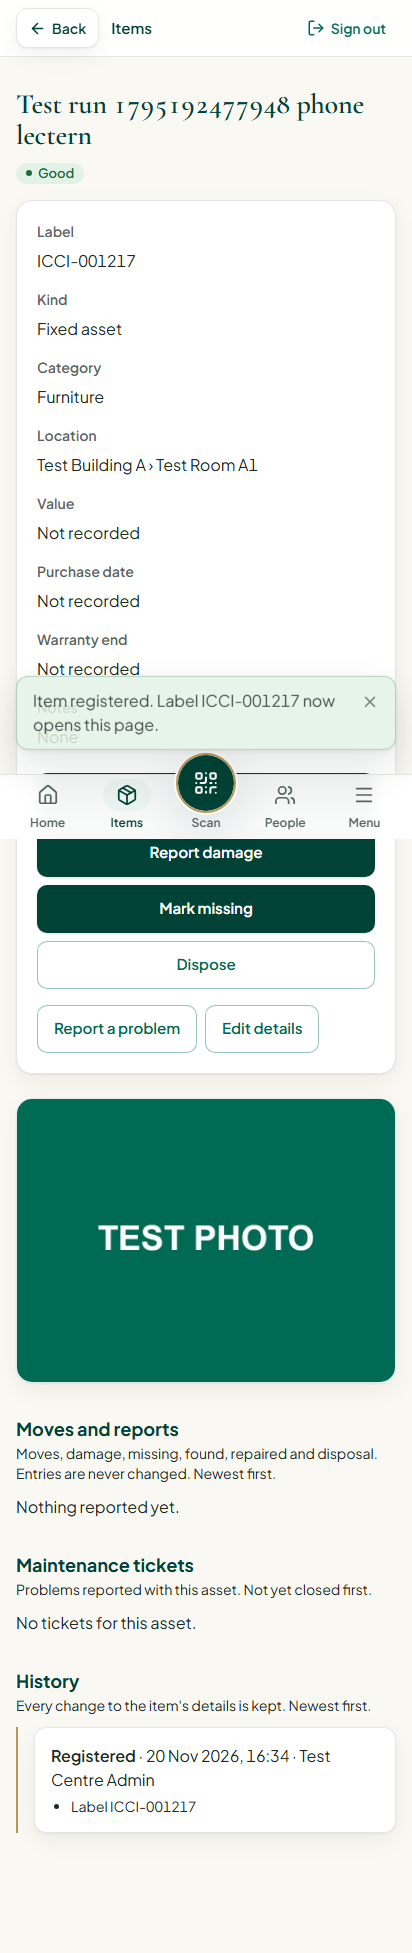 Back
Items
Sign out
Test run 1795192477948 phone
lectern
Good
Label
ICCI-001217
Kind
Fixed asset
Category
Furniture
Location
Test Building A › Test Room A1
Value
Not recorded
Purchase date
Not recorded
Warranty end
Not recorded
Notes
None
Item registered. Label ICCI-001217 now
opens this page.
Home
Items
Scan
People
Menu
Report damage
Mark missing
Dispose
Report a problem
Edit details
TEST PHOTO
Moves and reports
Moves, damage, missing, found, repaired and disposal.
Entries are never changed. Newest first.
Nothing reported yet.
Maintenance tickets
Problems reported with this asset. Not yet closed first.
No tickets for this asset.
History
Every change to the item's details is kept. Newest first.
Registered · 20 Nov 2026, 16:34 · Test
Centre Admin
• Label ICCI-001217